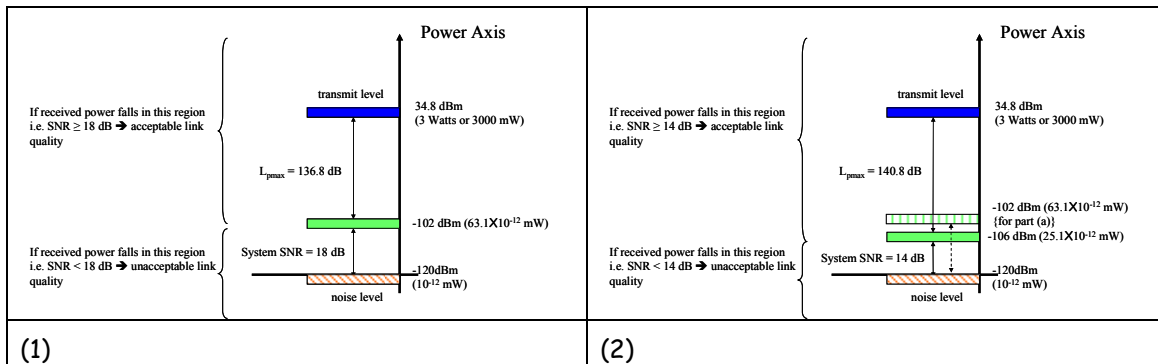 Power Axis
transmit level
34.8 dBm
(3 Watts or 3000 mW)
If received power falls in this region
i.e. SNR ≥ 18 dB ➔ acceptable link
quality
Lpmax = 136.8 dB
-102 dBm (63.1X10-12 mW)
System SNR = 18 dB
If received power falls in this region
i.e. SNR < 18 dB ➔ unacceptable link
quality
-120dBm
(10-12 mW)
noise level
(1)
Power Axis
transmit level
34.8 dBm
(3 Watts or 3000 mW)
If received power falls in this region
i.e. SNR ≥ 14 dB ➔ acceptable link
quality
Lpmax = 140.8 dB
-102 dBm (63.1X10-12 mW)
{for part (a)}
-106 dBm (25.1X10-12 mW)
System SNR = 14 dB
If received power falls in this region
i.e. SNR < 14 dB ➔ unacceptable link
quality
-120dBm
(10-12 mW)
noise level
(2)